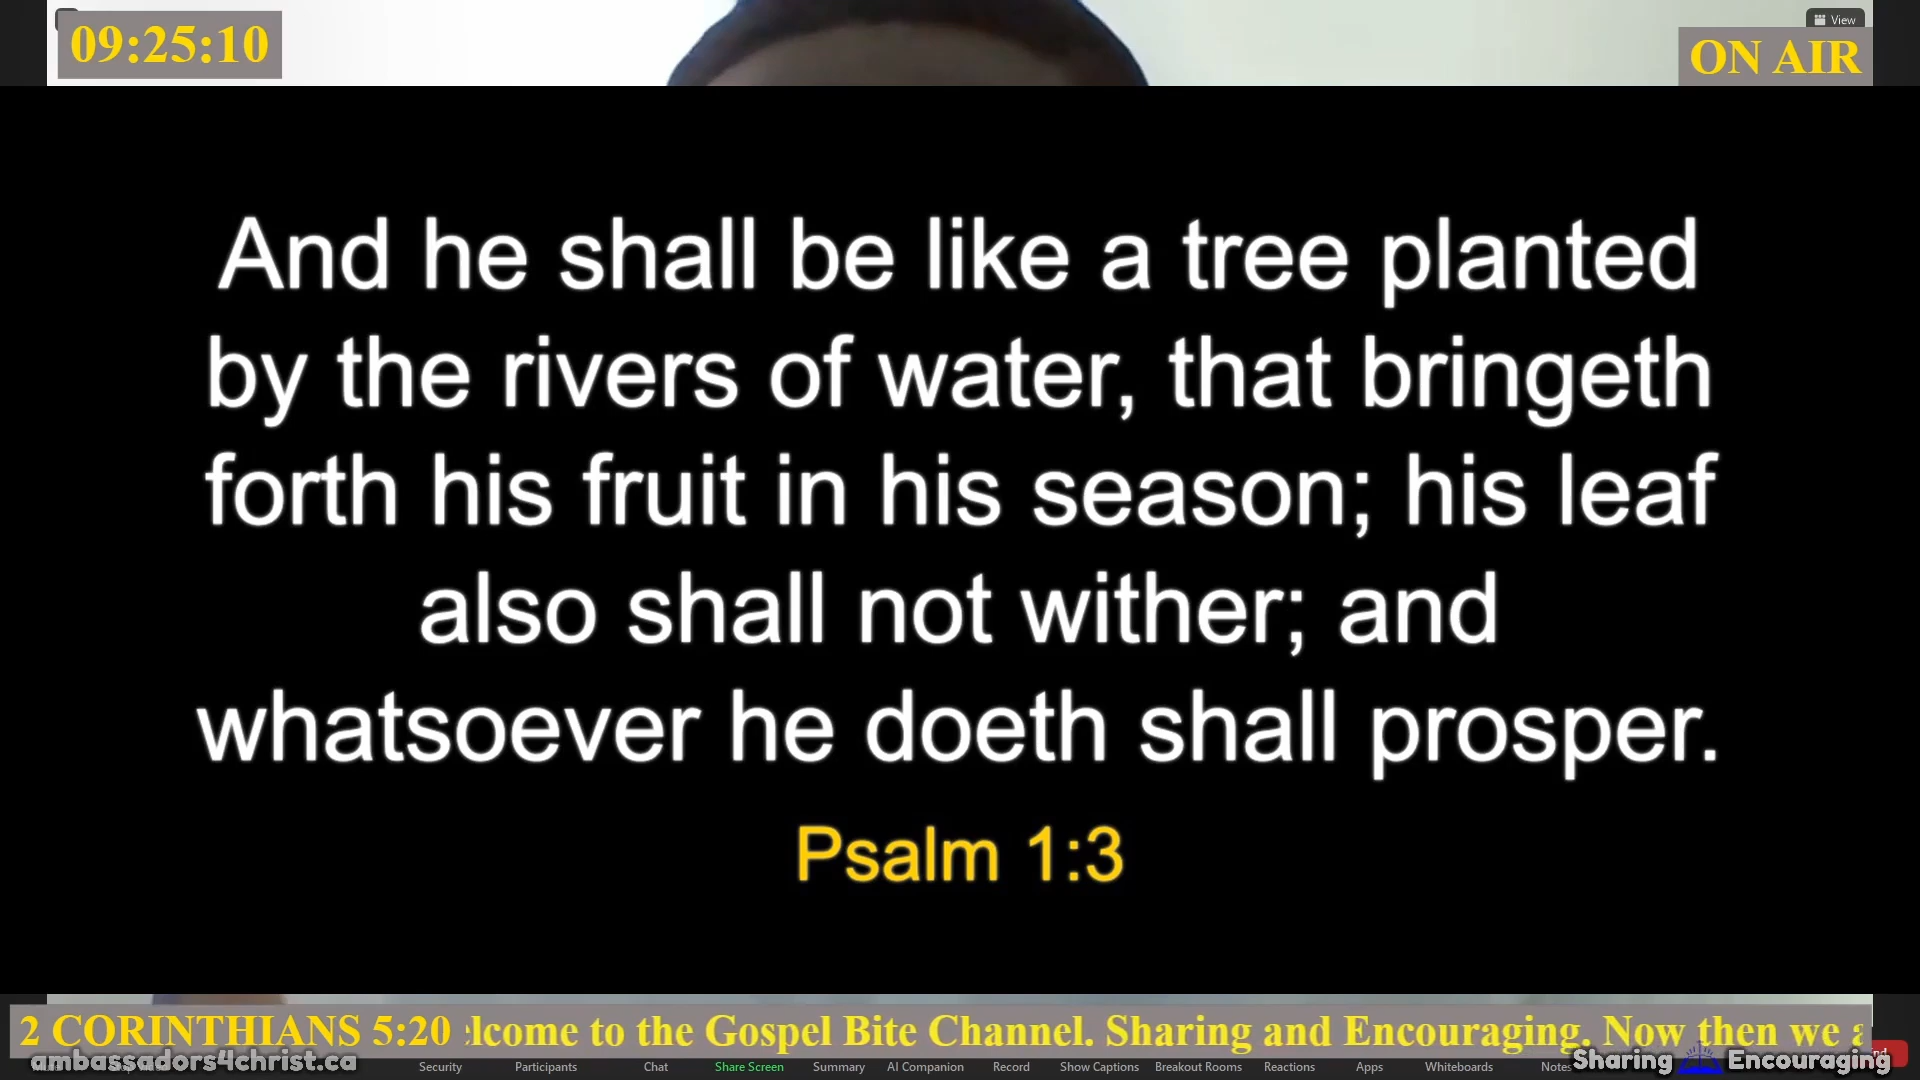 09:25:10
View
ON AIR
And he shall be like a tree planted
by the rivers of water, that bringeth
forth his fruit in his season; his leaf
also shall not wither; and
whatsoever he doeth shall prosper.
Psalm 1:3
2 CORINTHIANS 5:20 elcome to the Gospel Bite Channel. Sharing and Encouraging. Now then we a
ambassadors4christ.ca
Security Participants Chat Share Screen Summary AI Companion Record Show Captions Breakout Rooms Reactions Apps Whiteboards Notes
Sharing Encouraging